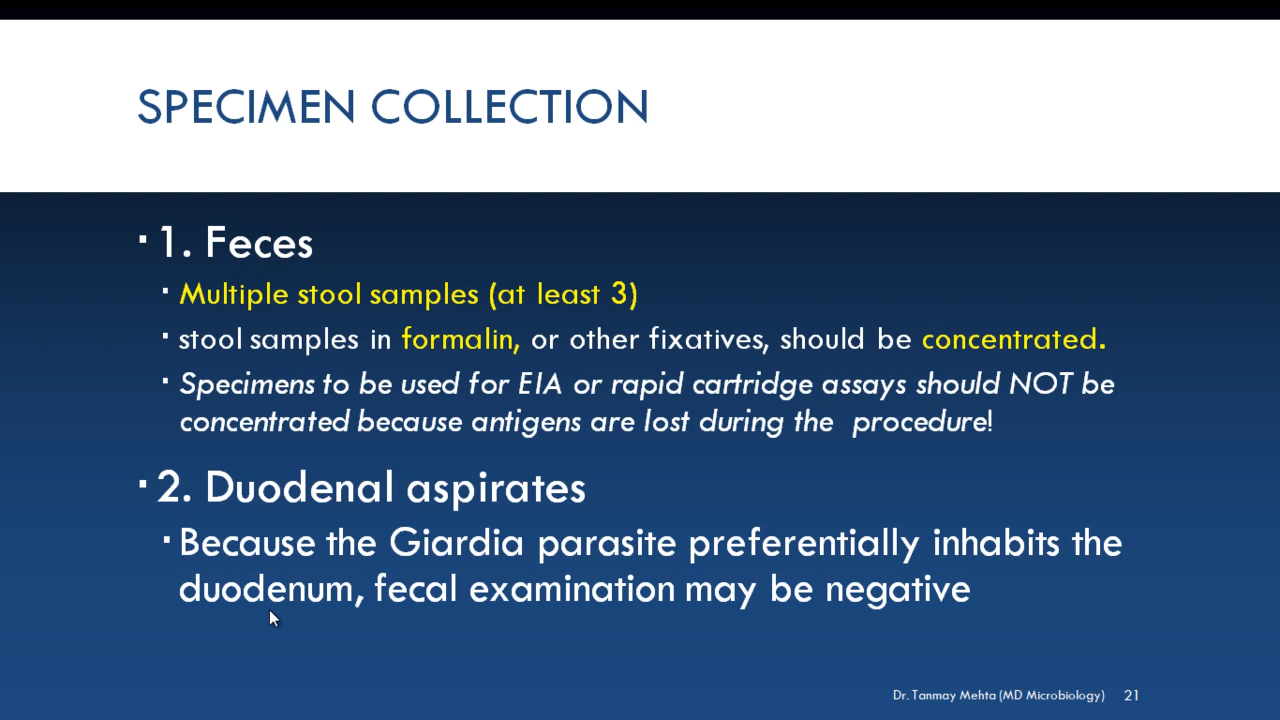 SPECIMEN COLLECTION
▪ 1. Feces
▪ Multiple stool samples (at least 3)
▪ stool samples in formalin, or other fixatives, should be concentrated.
▪ Specimens to be used for EIA or rapid cartridge assays should NOT be
concentrated because antigens are lost during the procedure!
▪ 2. Duodenal aspirates
▪ Because the Giardia parasite preferentially inhabits the
duodenum, fecal examination may be negative
Dr. Tanmay Mehta (MD Microbiology) 21